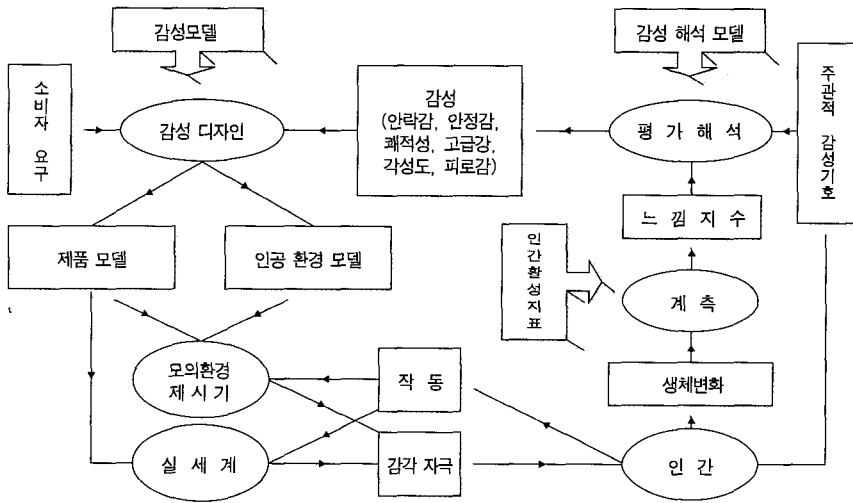 감성모델
감성 해석 모델
소비자 요구
감성 디자인
감성
(안락감, 안정감,
쾌적성, 고급강,
각성도, 피로감)
평 가 해 석
주관적 감성기호
느 낌 지 수
제품 모델
인공 환경 모델
인간활성지표
계 측
모의환경
제 시 기
작 동
생체변화
실 세 계
감각 자극
인 간